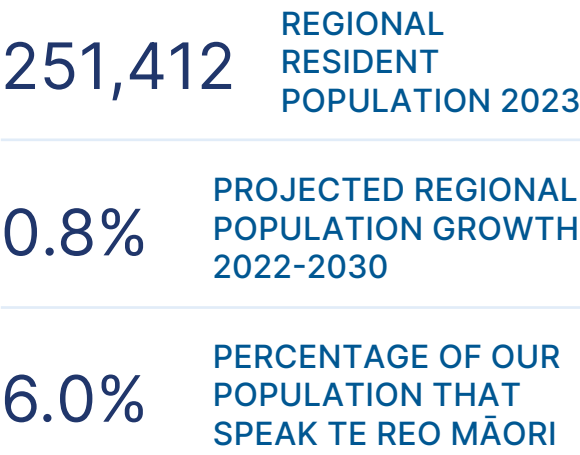 251,412
REGIONAL
RESIDENT
POPULATION 2023
0.8%
PROJECTED REGIONAL
POPULATION GROWTH
2022-2030
6.0%
PERCENTAGE OF OUR
POPULATION THAT
SPEAK TE REO MĀORI